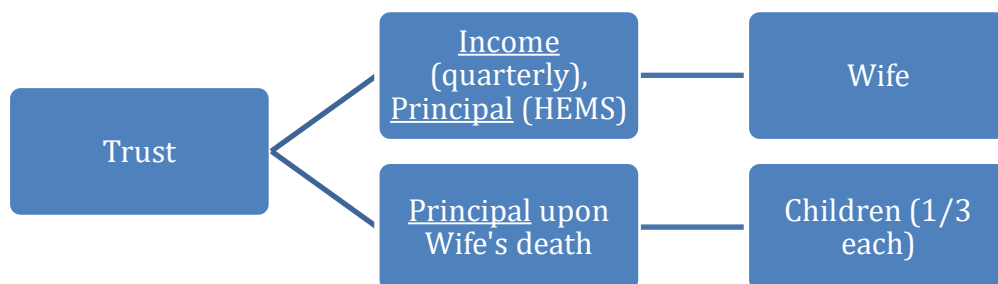 Trust
Income
(quarterly),
Principal (HEMS)
Wife
Principal upon
Wife's death
Children (1/3
each)